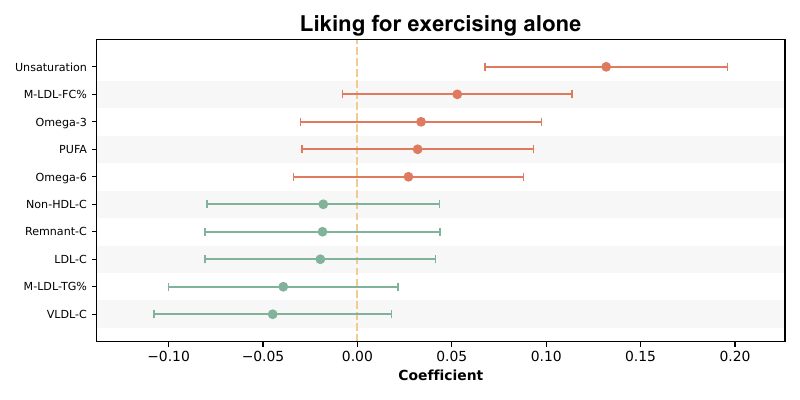 Liking for exercising alone
Unsaturation
M-LDL-FC%
Omega-3
PUFA
Omega-6
Non-HDL-C
Remnant-C
LDL-C
M-LDL-TG%
VLDL-C
−0.10 −0.05 0.00 0.05 0.10 0.15 0.20
Coefficient